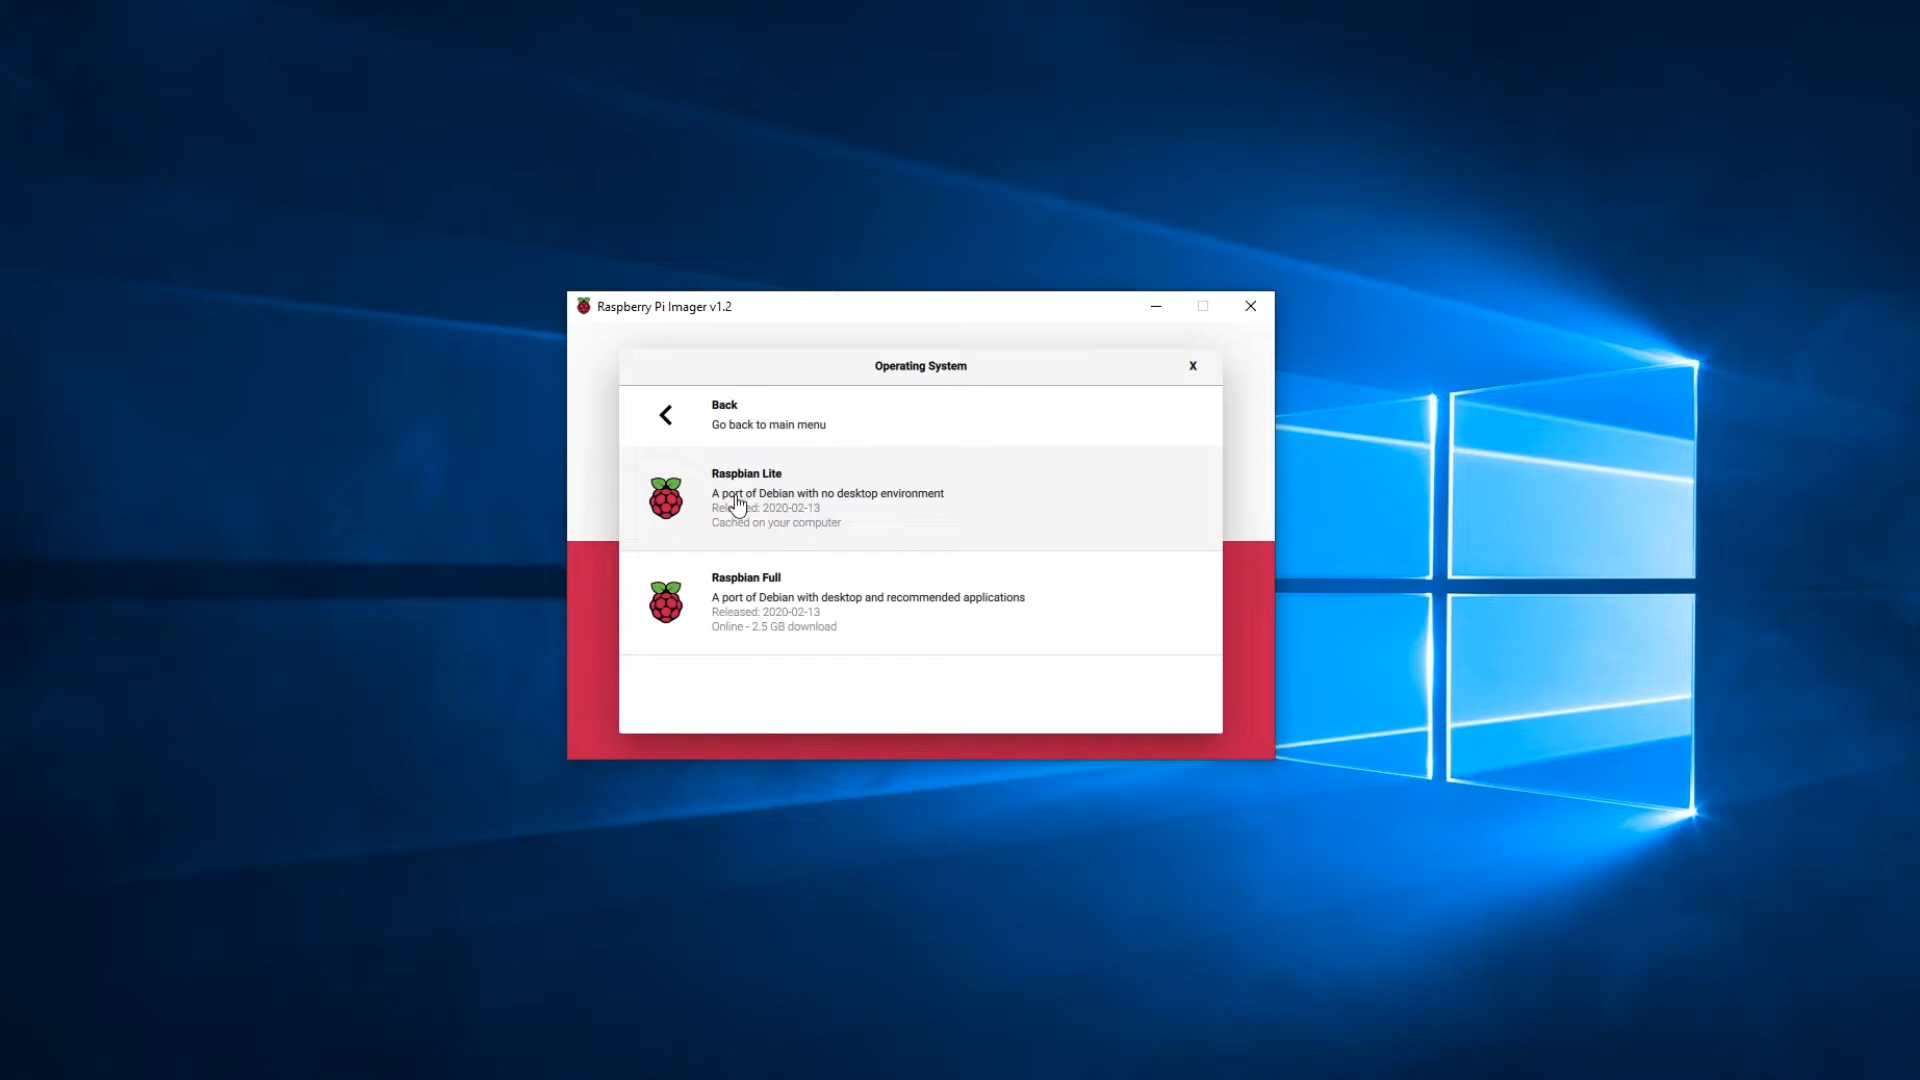 Raspberry Pi Imager v1.2
Operating System
X
Back
Go back to main menu
Raspbian Lite
A port of Debian with no desktop environment
Released: 2020-02-13
Cached on your computer
Raspbian Full
A port of Debian with desktop and recommended applications
Released: 2020-02-13
Online - 2.5 GB download